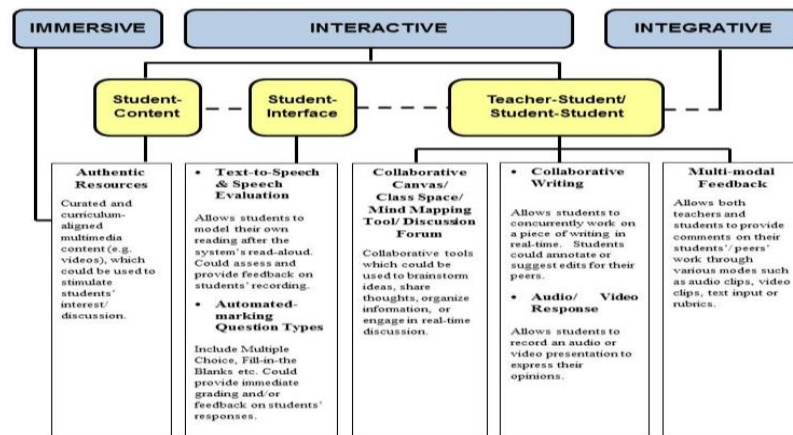 IMMERSIVE
INTERACTIVE
INTEGRATIVE
Student-
Content
Student-
Interface
Teacher-Student/
Student-Student
Authentic
Resources
Curated and
curriculum-
aligned
multimedia
content (e.g.
videos), which
could be used to
stimulate
students'
interest/
discussion.
• Text-to-Speech
& Speech
Evaluation
Allows students to
model their own
reading after the
system's read-aloud.
Could assess and
provide feedback on
students' recording.
• Automated-
marking
Question Types
Include Multiple
Choice, Fill-in-the
Blanks etc. Could
provide immediate
grading and/or
feedback on students'
responses.
Collaborative
Canvas/
Class Space/
Mind Mapping
Tool/ Discussion
Forum
Collaborative tools
which could be
used to brainstorm
ideas, share
thoughts, organize
information, or
engage in real-time
discussion.
• Collaborative
Writing
Allows students to
concurrently work on
a piece of writing in
real-time. Students
could annotate or
suggest edits for their
peers.
• Audio/ Video
Response
Allows students to
record an audio or
video presentation to
express their
opinions.
Multi-modal
Feedback
Allows both
teachers and
students to provide
comments on their
students'/ peers'
work through
various modes such
as audio clips, video
clips, text input or
rubrics.